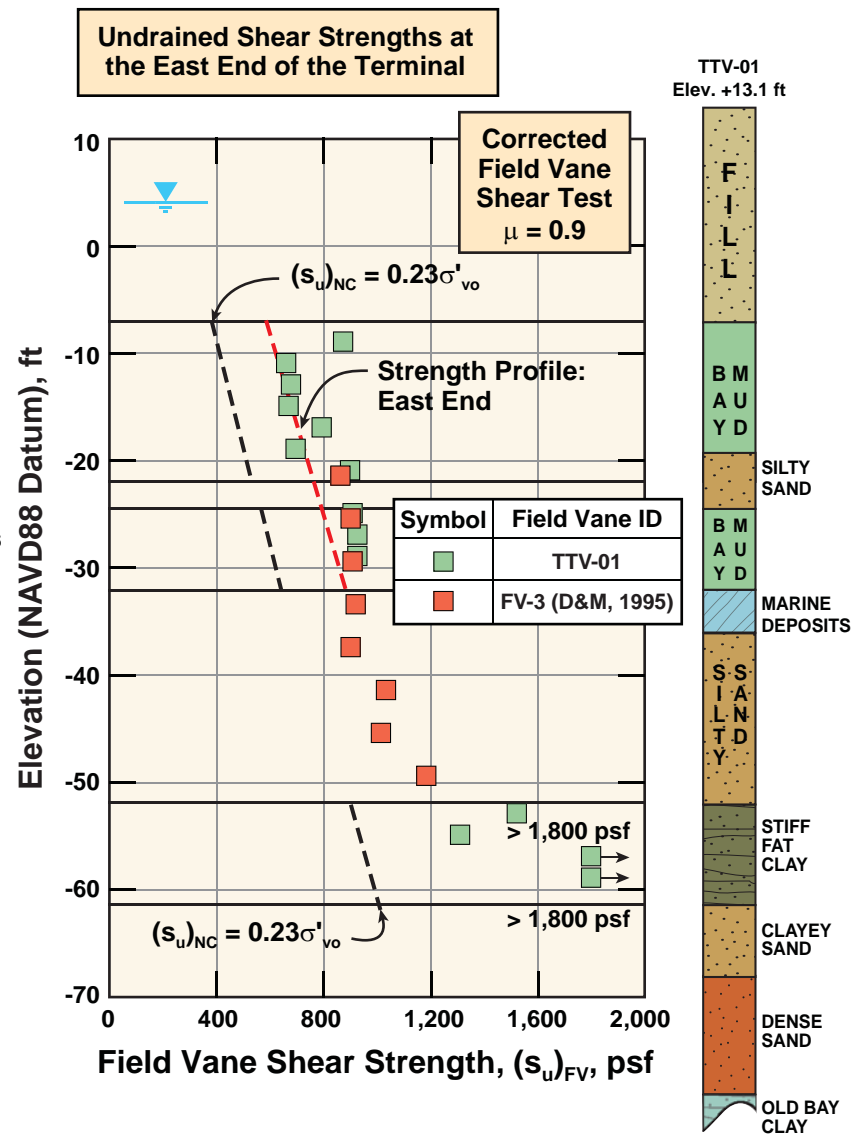 Undrained Shear Strengths at
the East End of the Terminal
TTV-01
Elev. +13.1 ft
Corrected
Field Vane
Shear Test
μ = 0.9
10
0
-10
-20
-30
-40
-50
-60
-70
Elevation (NAVD88 Datum), ft
(su)NC = 0.23σ'vo
Strength Profile:
East End
Symbol Field Vane ID
TTV-01
FV-3 (D&M, 1995)
> 1,800 psf
> 1,800 psf
(su)NC = 0.23σ'vo
0 400 800 1,200 1,600 2,000
Field Vane Shear Strength, (su)FV, psf
FILL
BAY MUD
SILTY
SAND
BAY MUD
MARINE
DEPOSITS
SILTY SAND
STIFF
FAT
CLAY
CLAYEY
SAND
DENSE
SAND
OLD BAY
CLAY